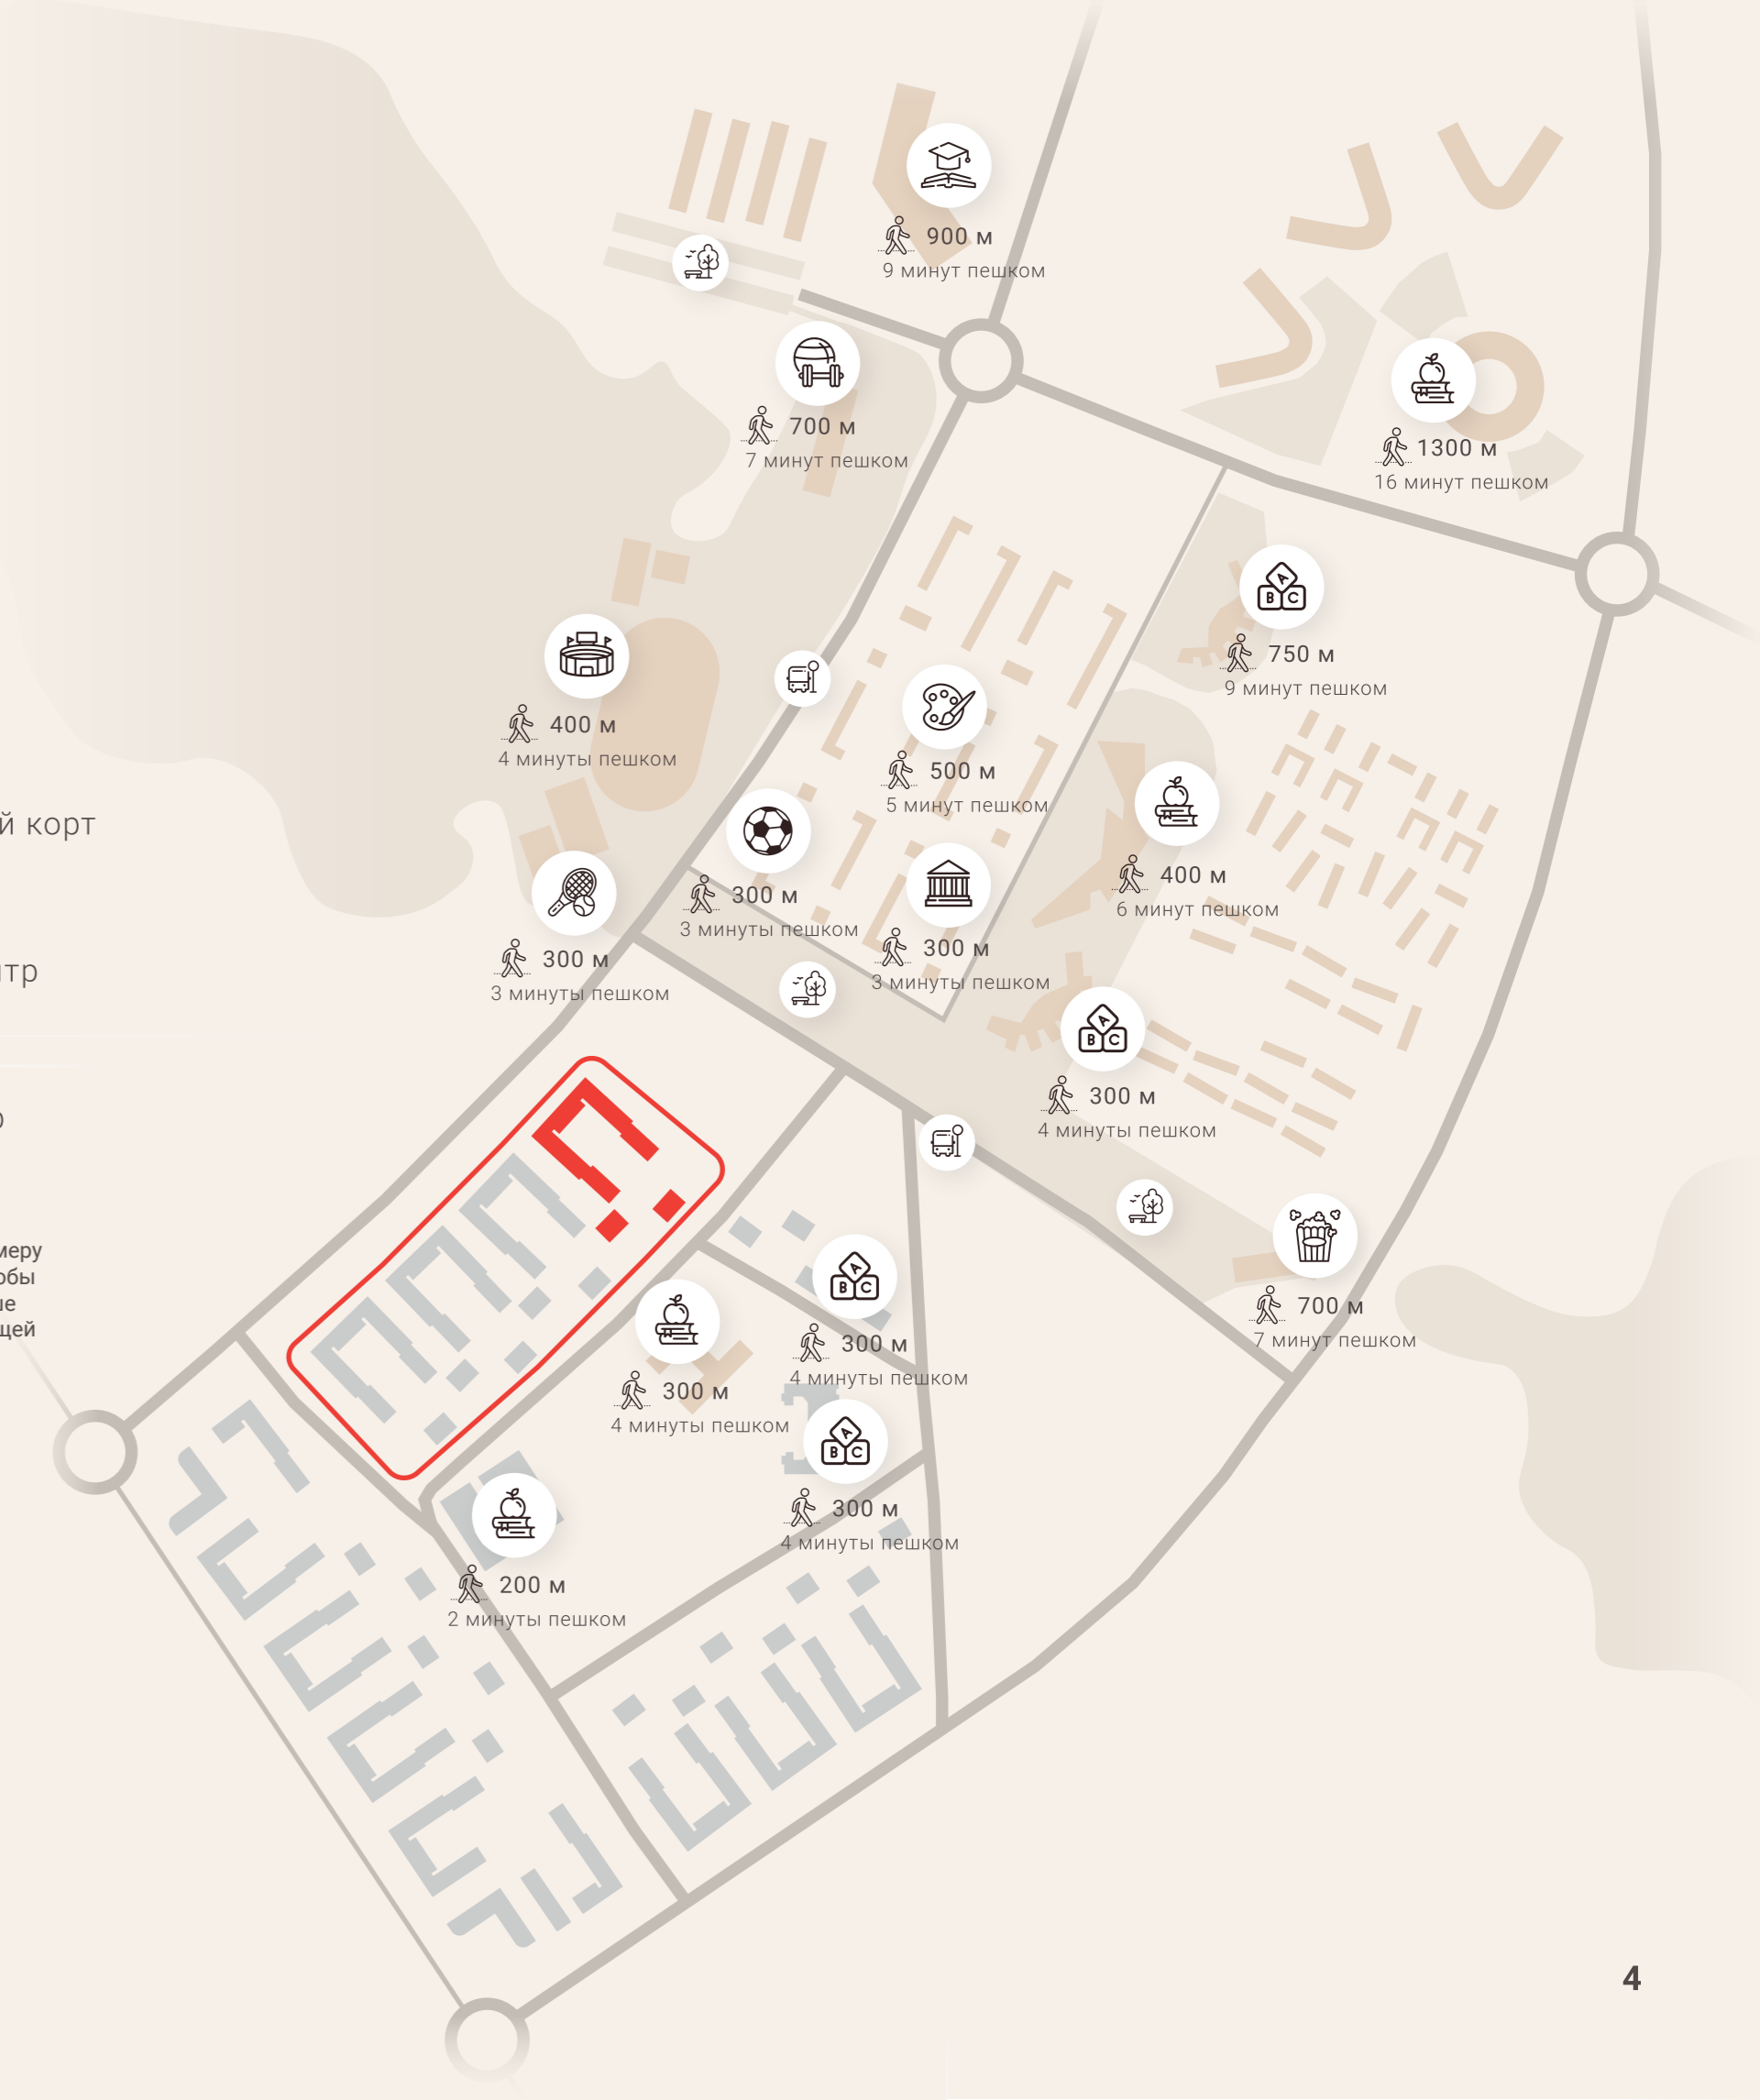 900 м
9 минут пешком
700 м
7 минут пешком
1300 м
16 минут пешком
750 м
9 минут пешком
400 м
4 минуты пешком
500 м
5 минут пешком
й корт
300 м
3 минуты пешком
400 м
6 минут пешком
300 м
3 минуты пешком
300 м
3 минуты пешком
нтр
300 м
4 минуты пешком
меру
обы
ше
щей
700 м
7 минут пешком
300 м
4 минуты пешком
300 м
4 минуты пешком
300 м
4 минуты пешком
200 м
2 минуты пешком
A
B C
A
B C
A
B C
A
B C
4